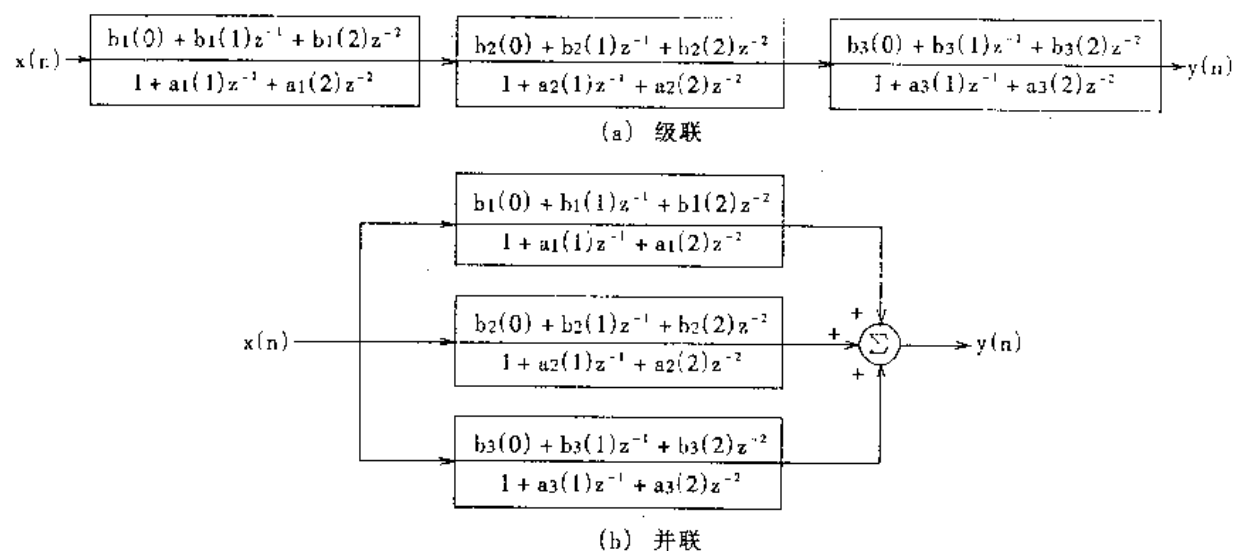 x(n) b₁(0) + b₁(1)z⁻¹ + b₁(2)z⁻² b₂(0) + b₂(1)z⁻¹ + b₂(2)z⁻² b₃(0) + b₃(1)z⁻¹ + b₃(2)z⁻² y(n)
1 + a₁(1)z⁻¹ + a₁(2)z⁻² 1 + a₂(1)z⁻¹ + a₂(2)z⁻² 1 + a₃(1)z⁻¹ + a₃(2)z⁻²
(a) 级联
b₁(0) + b₁(1)z⁻¹ + b1(2)z⁻²
1 + a₁(1)z⁻¹ + a₁(2)z⁻²
+
b₂(0) + b₂(1)z⁻¹ + b₂(2)z⁻²
x(n) + Σ y(n)
1 + a₂(1)z⁻¹ + a₂(2)z⁻²
+
b₃(0) + b₃(1)z⁻¹ + b₃(2)z⁻²
1 + a₃(1)z⁻¹ + a₃(2)z⁻²
(b) 并联